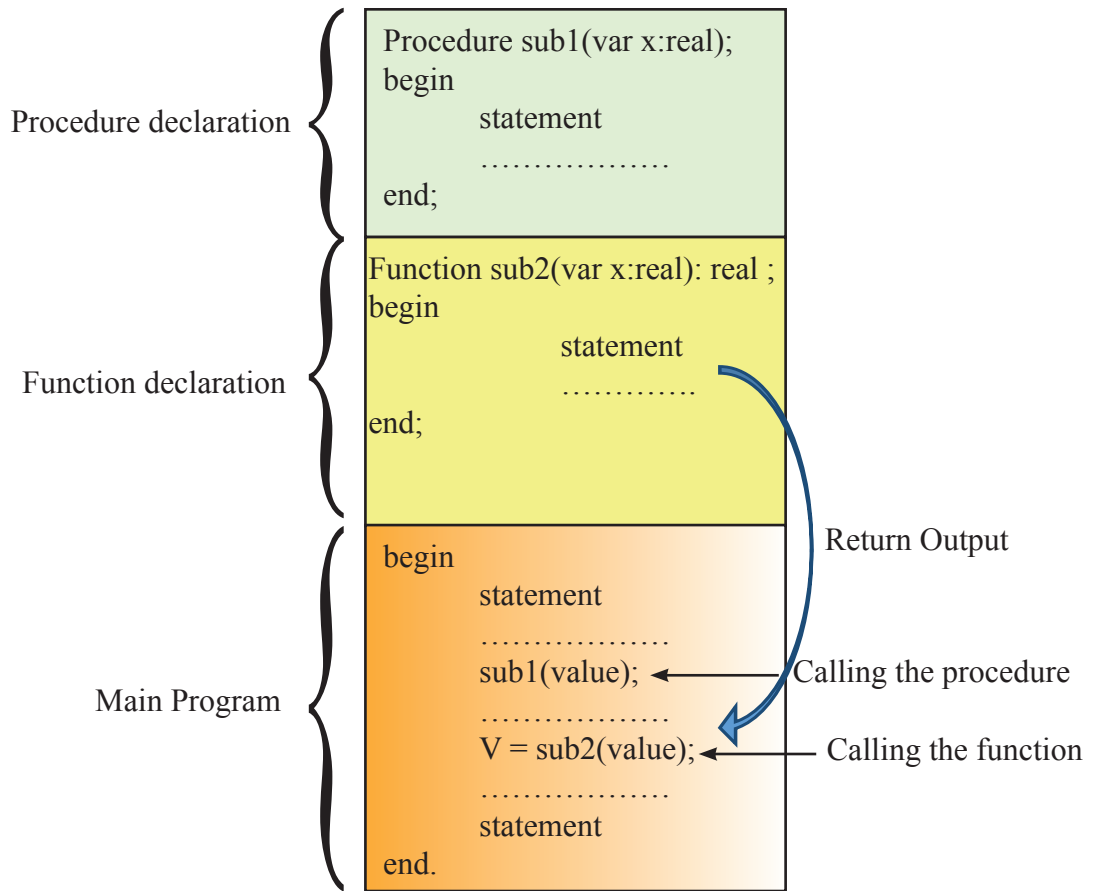 Procedure declaration
Procedure sub1(var x:real);
begin
statement
………………
end;
Function declaration
Function sub2(var x:real): real ;
begin
statement
………….
end;
Return Output
Main Program
begin
statement
………………
sub1(value);
Calling the procedure
………………
V = sub2(value);
Calling the function
………………
statement
end.